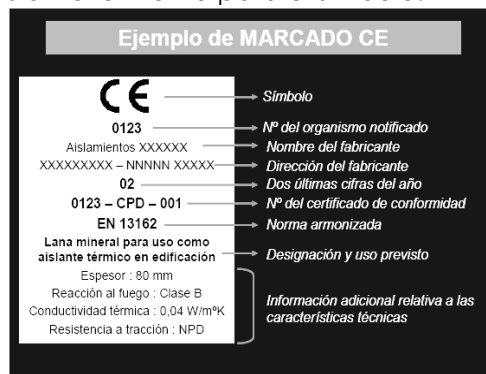 Ejemplo de MARCADO CE
CE
Símbolo
0123
Nº del organismo notificado
Aislamientos XXXXXX
Nombre del fabricante
XXXXXXXXX – NNNNN XXXXX
Dirección del fabricante
02
Dos últimas cifras del año
0123 – CPD – 001
Nº del certificado de conformidad
EN 13162
Norma armonizada
Lana mineral para uso como
aislante térmico en edificación
Designación y uso previsto
Espesor : 80 mm
Reacción al fuego : Clase B
Conductividad térmica : 0,04 W/mºK
Resistencia a tracción : NPD
Información adicional relativa a las
características técnicas